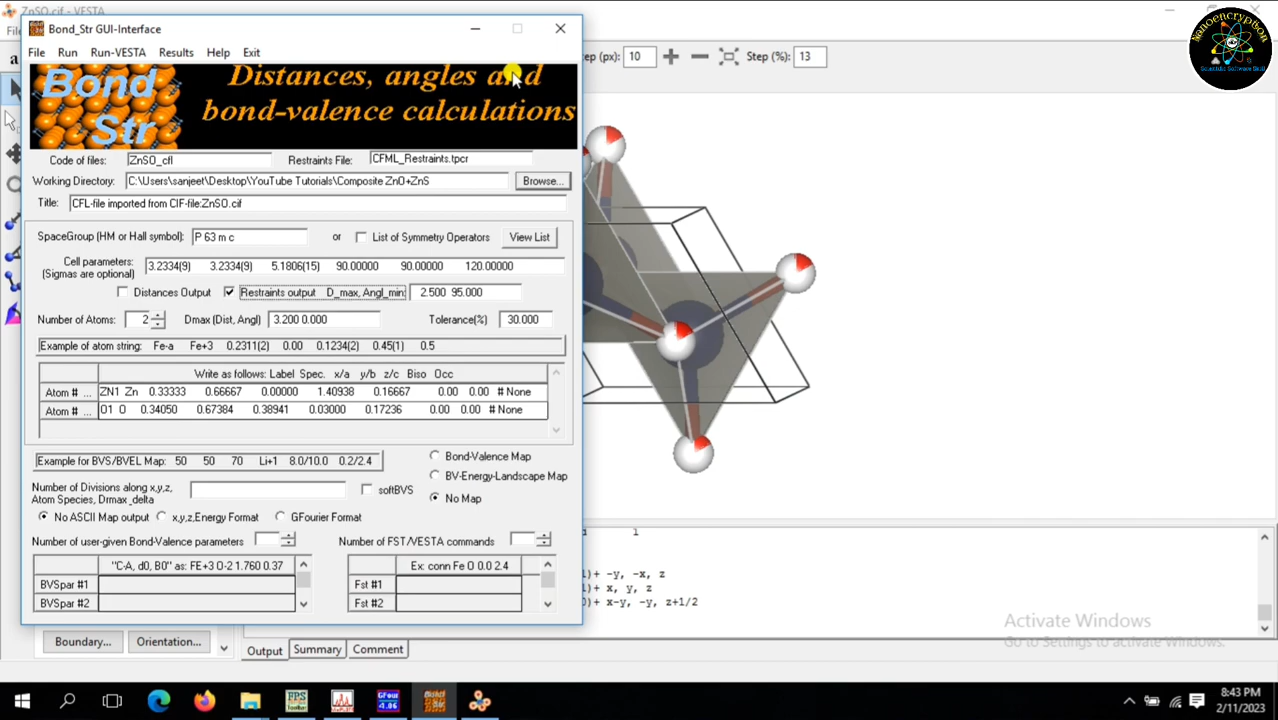 ZnSO.cif - VESTA
Bond_Str GUI-Interface
File Run Run-VESTA Results Help Exit
Step (%): 13
10
Bond Str
Distances, angles and
bond-valence calculations
Code of files: ZnSO_cfl Restraints File: CFML_Restraints.tpcr
Working Directory: C:\Users\sanjeet\Desktop\YouTube Tutorials\Composite ZnO+ZnS Browse...
Title: CFL-file imported from CIF-file:ZnSO.cif
SpaceGroup (HM or Hall symbol): P 63 m c or List of Symmetry Operators View List
Cell parameters: 3.2334(9) 3.2334(9) 5.1806(15) 90.00000 90.00000 120.00000
(Sigmas are optional)
Distances Output Restraints output D_max, Angl_min: 2.500 95.000
Number of Atoms: 2 Dmax (Dist, Angl) 3.200 0.000 Tolerance(%) 30.000
Example of atom string: Fe-a Fe+3 0.2311(2) 0.00 0.1234(2) 0.45(1) 0.5
Write as follows: Label Spec. x/a y/b z/c Biso Occ
Atom # ... ZN1 Zn 0.33333 0.66667 0.00000 1.40938 0.16667 0.00 0.00 # None
Atom # ... O1 O 0.34050 0.67384 0.38941 0.03000 0.17236 0.00 0.00 # None
Example for BVS/BVEL Map: 50 50 70 Li+1 8.0/10.0 0.2/2.4
Bond-Valence Map
BV-Energy-Landscape Map
No Map
Number of Divisions along x,y,z,
Atom Species, Drmax_delta
softBVS
No ASCII Map output x,y,z,Energy Format GFourier Format
Number of user-given Bond-Valence parameters Number of FST/VESTA commands
"C-A, d0, B0" as: FE+3 O-2 1.760 0.37 Ex: conn Fe O 0.0 2.4
BVSpar #1 Fst #1
BVSpar #2 Fst #2
1
+ -y, -x, z
+ x, y, z
+ x-y, -y, z+1/2
Activate Windows
Go to Settings to activate Windows.
Boundary... Orientation...
Output Summary Comment
nanoencryption
Scientific Software Skill
8:43 PM
2/11/2023